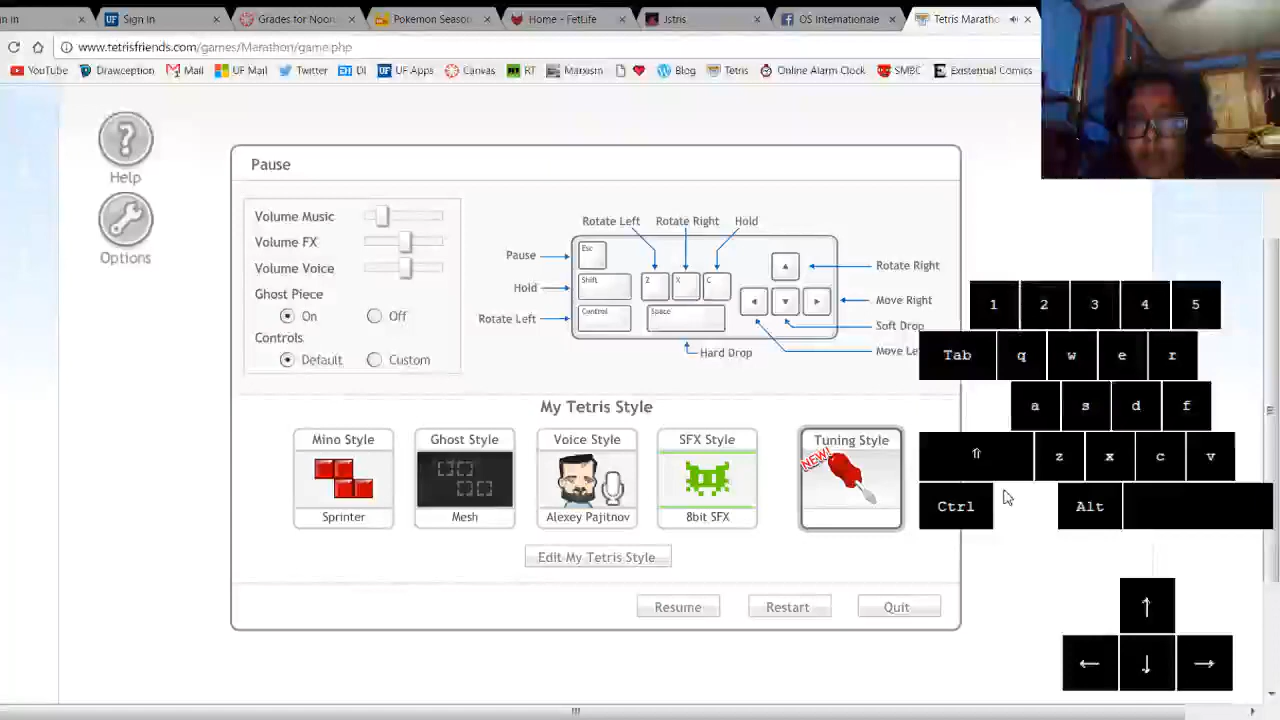 n in
Sign In
Grades for Noor
Pokemon Season
Home - FetLife
Jstris
OS Internationale
Tetris Maratho
www.tetrisfriends.com/games/Marathon/game.php
YouTube
Drawception
Mail
UF Mail
Twitter
DI
UF Apps
Canvas
RT
Marxism
Blog
Tetris
Online Alarm Clock
SMBC
Existential Comics
Help
Options
Pause
Volume Music
Volume FX
Volume Voice
Ghost Piece
On
Off
Controls
Default
Custom
Rotate Left
Rotate Right
Hold
Pause
Esc
Rotate Right
Hold
Shift
Z
X
C
Move Right
Rotate Left
Control
Space
Soft Drop
Hard Drop
Move Le
My Tetris Style
Mino Style
Sprinter
Ghost Style
Mesh
Voice Style
Alexey Pajitnov
SFX Style
8bit SFX
Tuning Style
NEW!
Edit My Tetris Style
Resume
Restart
Quit
1 2 3 4 5
Tab q w e r
a s d f
⇧ z x c v
Ctrl Alt
↑
← ↓ →